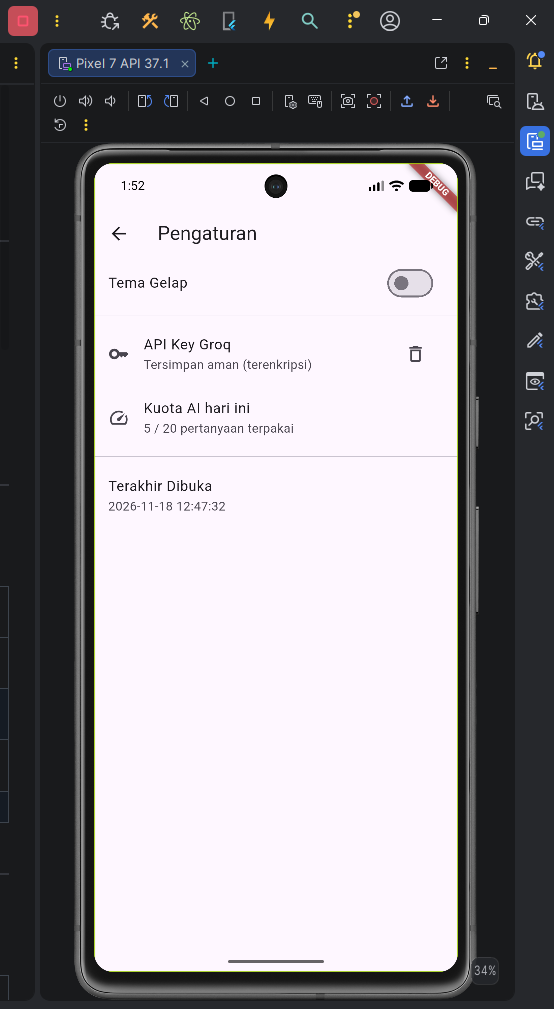 Pixel 7 API 37.1
1:52
DEBUG
Pengaturan
Tema Gelap
API Key Groq
Tersimpan aman (terenkripsi)
Kuota AI hari ini
5 / 20 pertanyaan terpakai
Terakhir Dibuka
2026-11-18 12:47:32
34%